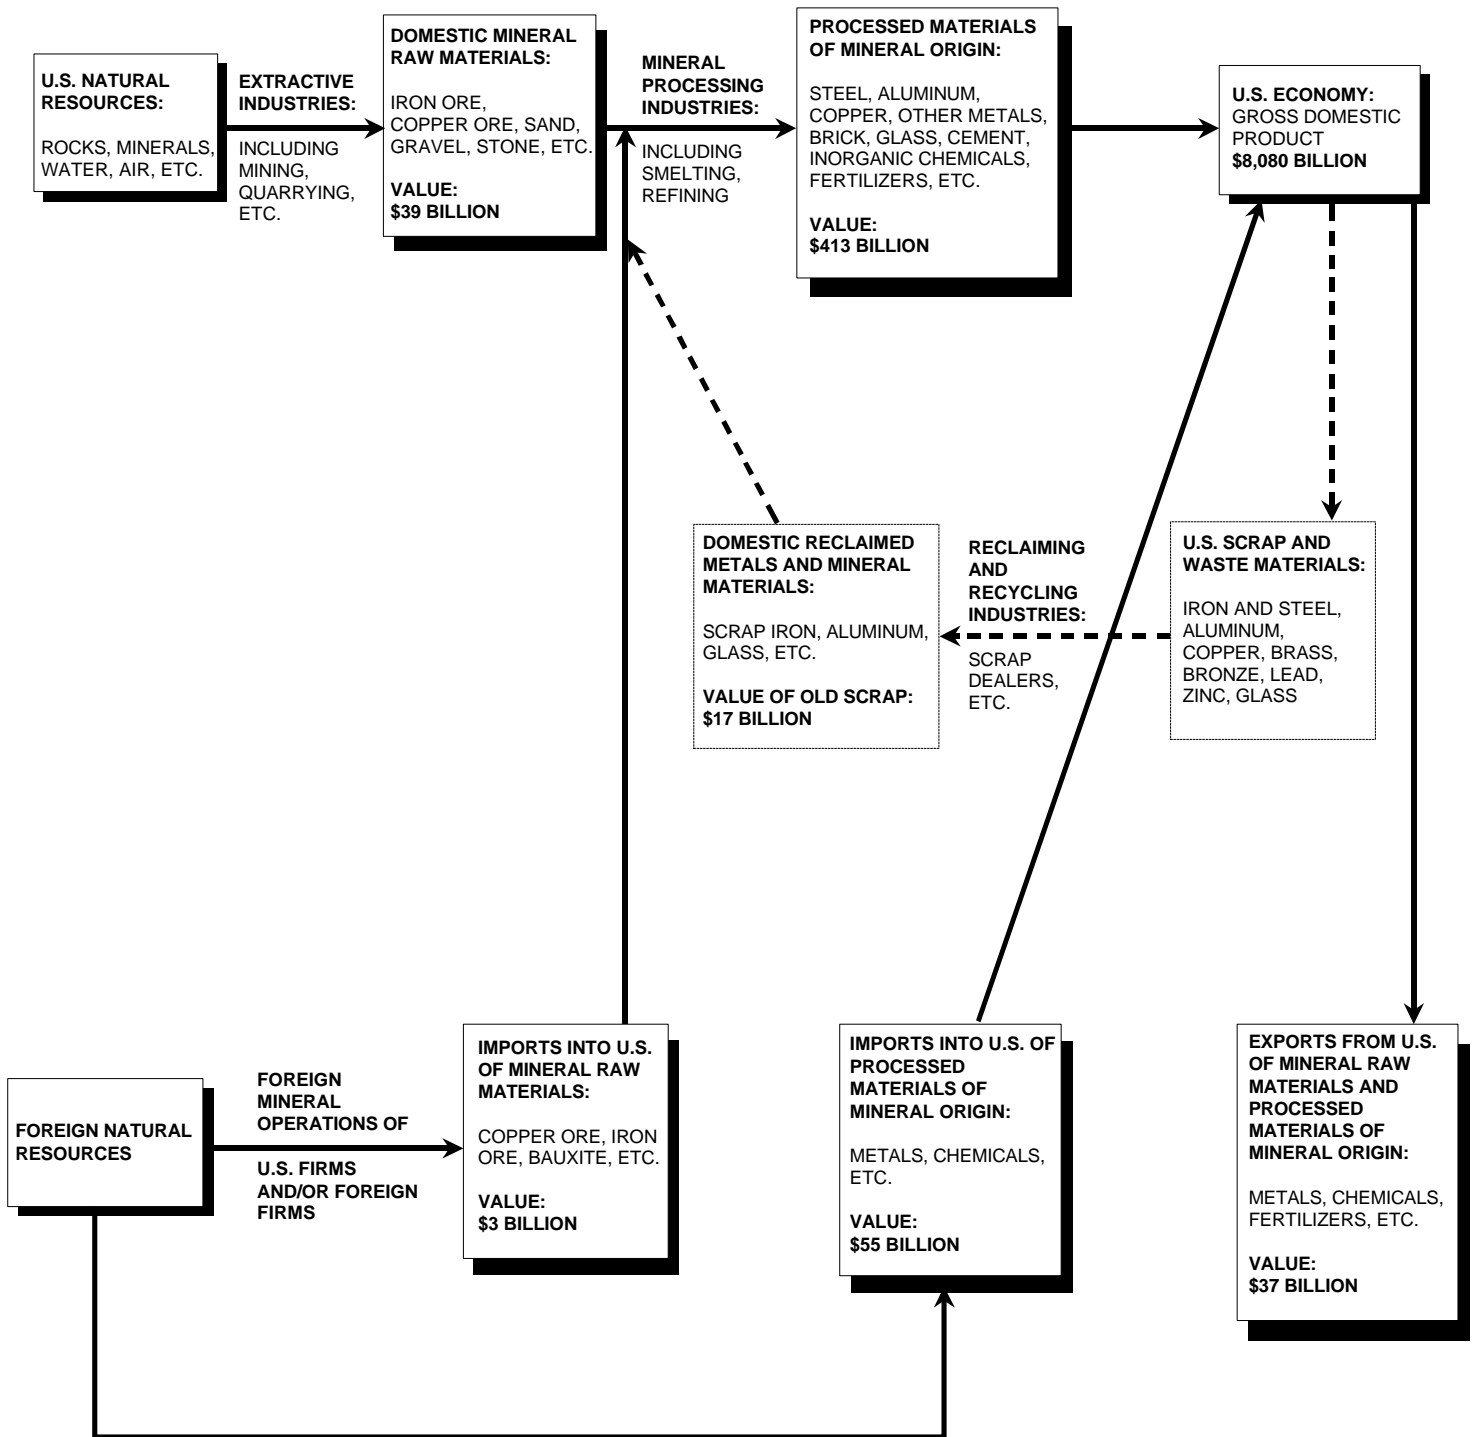 U.S. NATURAL
RESOURCES:
ROCKS, MINERALS,
WATER, AIR, ETC.
EXTRACTIVE
INDUSTRIES:
INCLUDING
MINING,
QUARRYING,
ETC.
DOMESTIC MINERAL
RAW MATERIALS:
IRON ORE,
COPPER ORE, SAND,
GRAVEL, STONE, ETC.
VALUE:
$39 BILLION
MINERAL
PROCESSING
INDUSTRIES:
INCLUDING
SMELTING,
REFINING
PROCESSED MATERIALS
OF MINERAL ORIGIN:
STEEL, ALUMINUM,
COPPER, OTHER METALS,
BRICK, GLASS, CEMENT,
INORGANIC CHEMICALS,
FERTILIZERS, ETC.
VALUE:
$413 BILLION
U.S. ECONOMY:
GROSS DOMESTIC
PRODUCT
$8,080 BILLION
DOMESTIC RECLAIMED
METALS AND MINERAL
MATERIALS:
SCRAP IRON, ALUMINUM,
GLASS, ETC.
VALUE OF OLD SCRAP:
$17 BILLION
RECLAIMING
AND
RECYCLING
INDUSTRIES:
SCRAP
DEALERS,
ETC.
U.S. SCRAP AND
WASTE MATERIALS:
IRON AND STEEL,
ALUMINUM,
COPPER, BRASS,
BRONZE, LEAD,
ZINC, GLASS
FOREIGN NATURAL
RESOURCES
FOREIGN
MINERAL
OPERATIONS OF
U.S. FIRMS
AND/OR FOREIGN
FIRMS
IMPORTS INTO U.S.
OF MINERAL RAW
MATERIALS:
COPPER ORE, IRON
ORE, BAUXITE, ETC.
VALUE:
$3 BILLION
IMPORTS INTO U.S. OF
PROCESSED
MATERIALS OF
MINERAL ORIGIN:
METALS, CHEMICALS,
ETC.
VALUE:
$55 BILLION
EXPORTS FROM U.S.
OF MINERAL RAW
MATERIALS AND
PROCESSED
MATERIALS OF
MINERAL ORIGIN:
METALS, CHEMICALS,
FERTILIZERS, ETC.
VALUE:
$37 BILLION